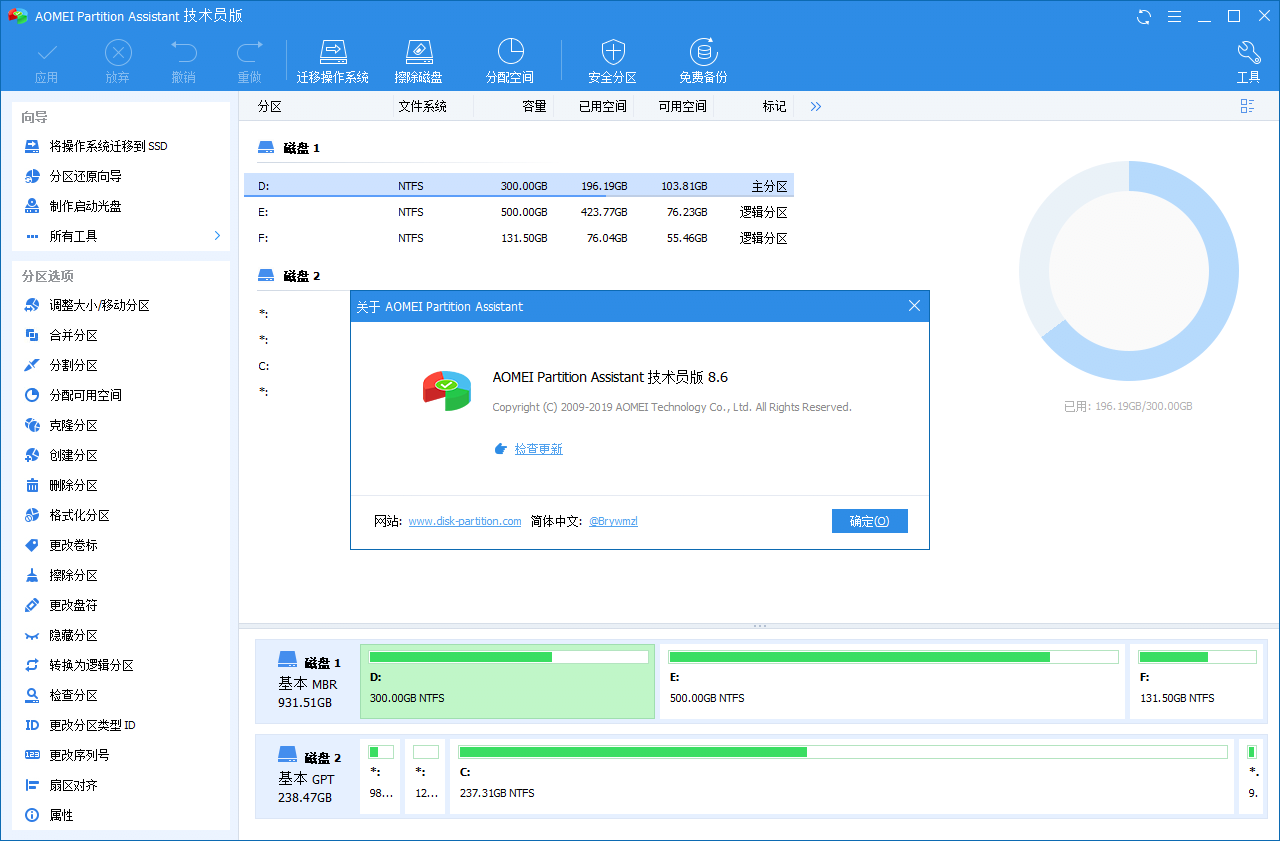 AOMEI Partition Assistant 技术员版
应用 放弃 撤销 重做 迁移操作系统 擦除磁盘 分配空间 安全分区 免费备份 工具
向导
将操作系统迁移到 SSD
分区还原向导
制作启动光盘
所有工具
分区选项
调整大小/移动分区
合并分区
分割分区
分配可用空间
克隆分区
创建分区
删除分区
格式化分区
更改卷标
擦除分区
更改盘符
隐藏分区
转换为逻辑分区
检查分区
更改分区类型 ID
更改序列号
扇区对齐
属性
分区 文件系统 容量 已用空间 可用空间 标记
磁盘 1
D: NTFS 300.00GB 196.19GB 103.81GB 主分区
E: NTFS 500.00GB 423.77GB 76.23GB 逻辑分区
F: NTFS 131.50GB 76.04GB 55.46GB 逻辑分区
磁盘 2
*:
*:
C:
*:
已用: 196.19GB/300.00GB
关于 AOMEI Partition Assistant
AOMEI Partition Assistant 技术员版 8.6
Copyright (C) 2009-2019 AOMEI Technology Co., Ltd. All Rights Reserved.
检查更新
网站: www.disk-partition.com 简体中文: @Brywmzl
确定(O)
磁盘 1
基本 MBR
931.51GB
D:
300.00GB NTFS
E:
500.00GB NTFS
F:
131.50GB NTFS
磁盘 2
基本 GPT
238.47GB
*:
98...
*:
12...
C:
237.31GB NTFS
*.
9.